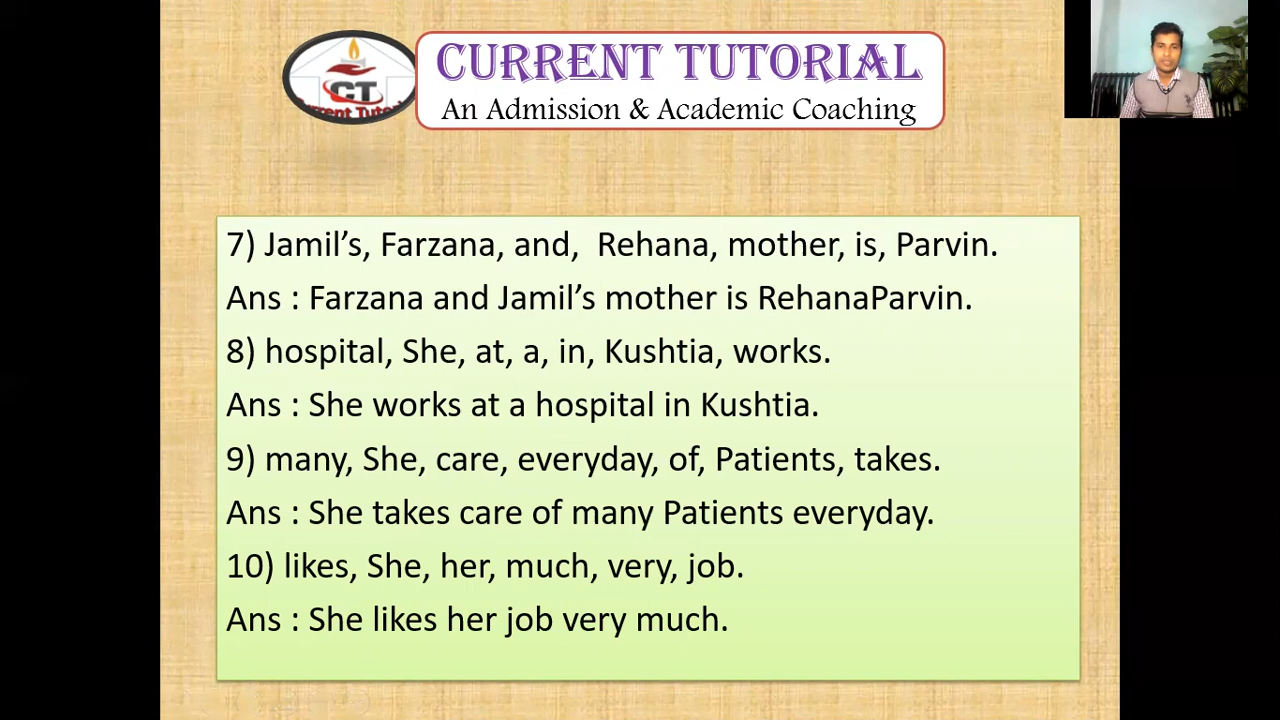 CT
CURRENT TUTORIAL
An Admission & Academic Coaching
7) Jamil’s, Farzana, and,  Rehana, mother, is, Parvin.
Ans : Farzana and Jamil’s mother is RehanaParvin.
8) hospital, She, at, a, in, Kushtia, works.
Ans : She works at a hospital in Kushtia.
9) many, She, care, everyday, of, Patients, takes.
Ans : She takes care of many Patients everyday.
10) likes, She, her, much, very, job.
Ans : She likes her job very much.